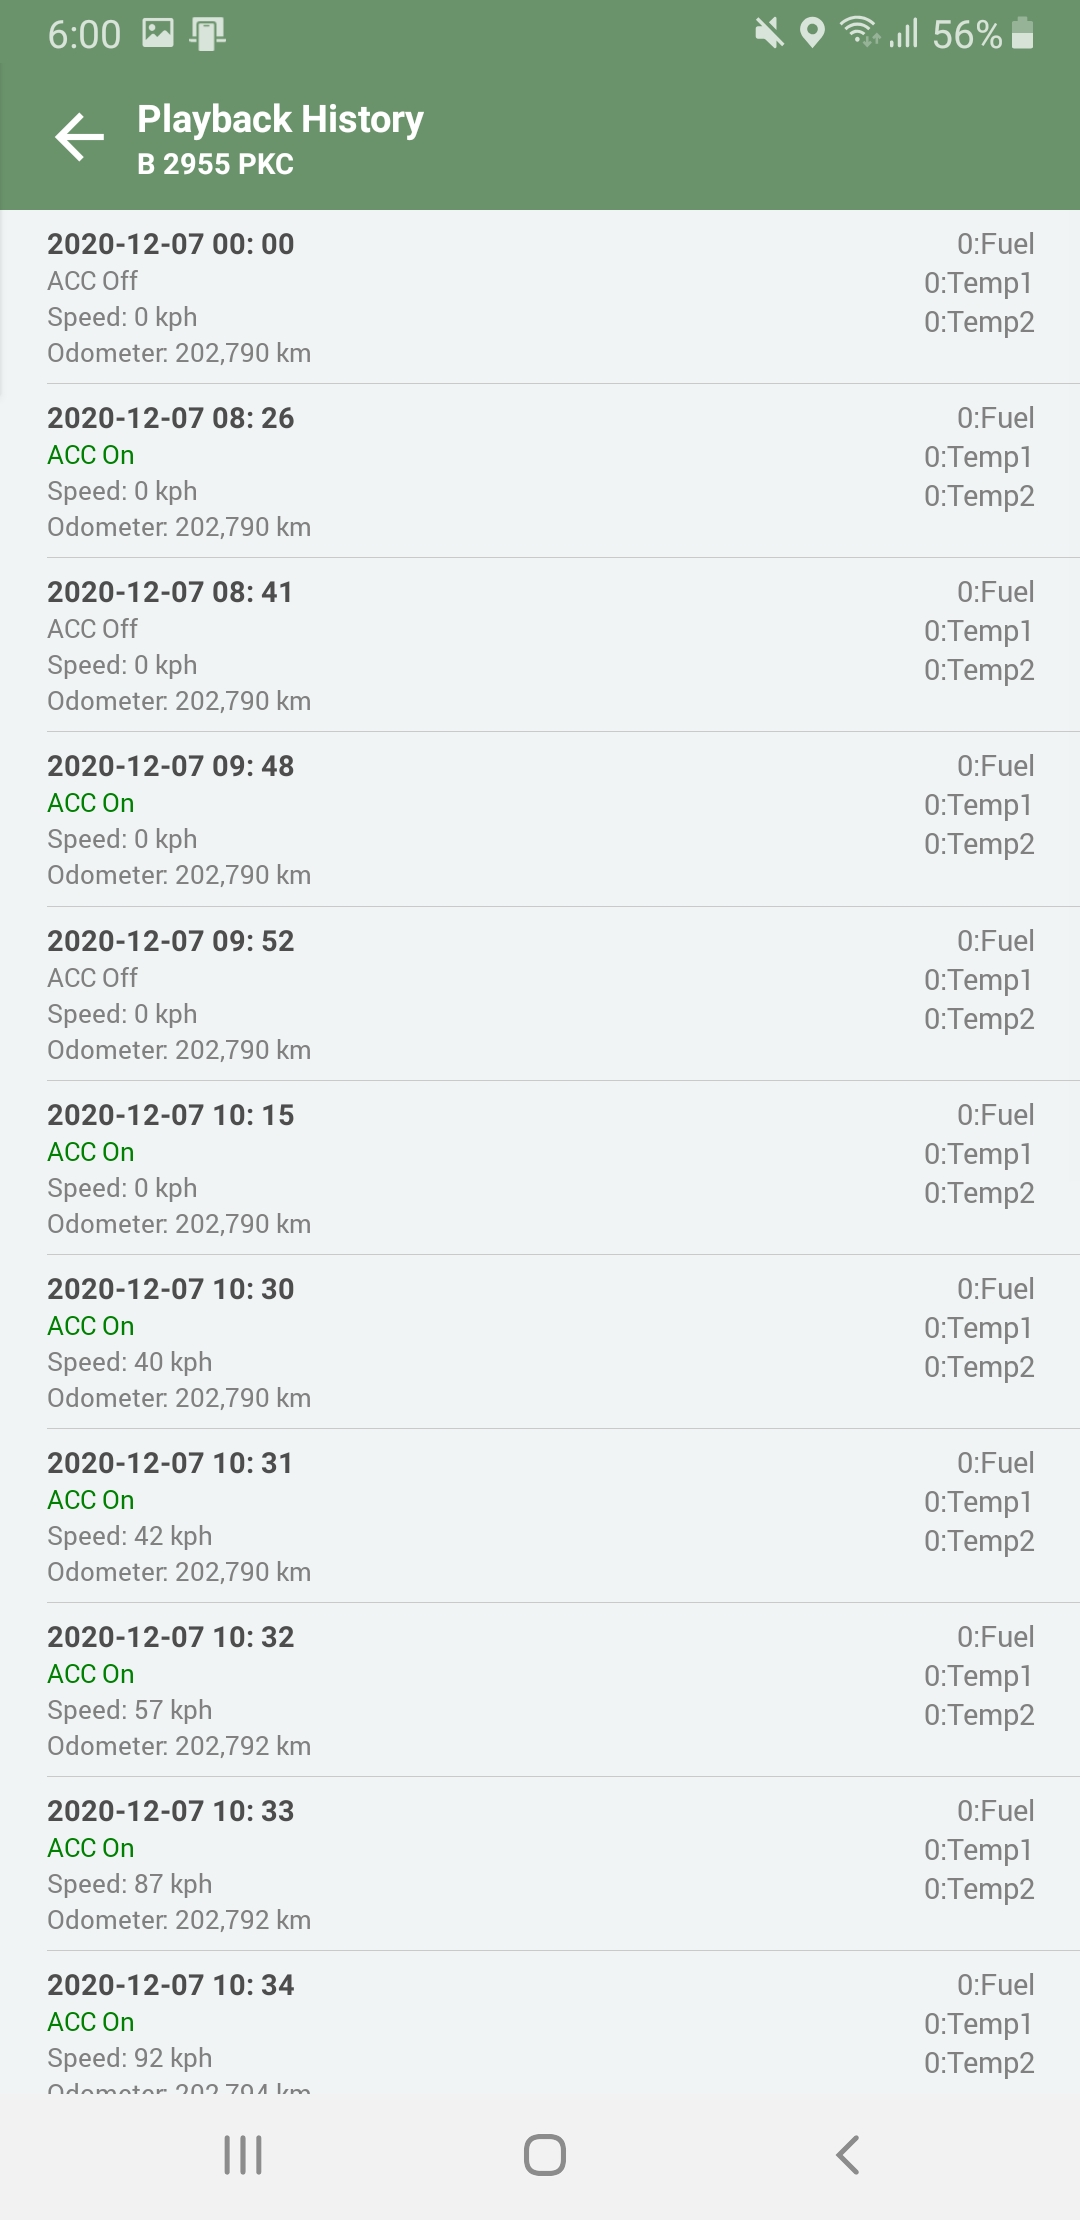 6:00 56%
Playback History
B 2955 PKC
2020-12-07 00: 00 0:Fuel
ACC Off 0:Temp1
Speed: 0 kph 0:Temp2
Odometer: 202,790 km
2020-12-07 08: 26 0:Fuel
ACC On 0:Temp1
Speed: 0 kph 0:Temp2
Odometer: 202,790 km
2020-12-07 08: 41 0:Fuel
ACC Off 0:Temp1
Speed: 0 kph 0:Temp2
Odometer: 202,790 km
2020-12-07 09: 48 0:Fuel
ACC On 0:Temp1
Speed: 0 kph 0:Temp2
Odometer: 202,790 km
2020-12-07 09: 52 0:Fuel
ACC Off 0:Temp1
Speed: 0 kph 0:Temp2
Odometer: 202,790 km
2020-12-07 10: 15 0:Fuel
ACC On 0:Temp1
Speed: 0 kph 0:Temp2
Odometer: 202,790 km
2020-12-07 10: 30 0:Fuel
ACC On 0:Temp1
Speed: 40 kph 0:Temp2
Odometer: 202,790 km
2020-12-07 10: 31 0:Fuel
ACC On 0:Temp1
Speed: 42 kph 0:Temp2
Odometer: 202,790 km
2020-12-07 10: 32 0:Fuel
ACC On 0:Temp1
Speed: 57 kph 0:Temp2
Odometer: 202,792 km
2020-12-07 10: 33 0:Fuel
ACC On 0:Temp1
Speed: 87 kph 0:Temp2
Odometer: 202,792 km
2020-12-07 10: 34 0:Fuel
ACC On 0:Temp1
Speed: 92 kph 0:Temp2
Odometer: 202,794 km